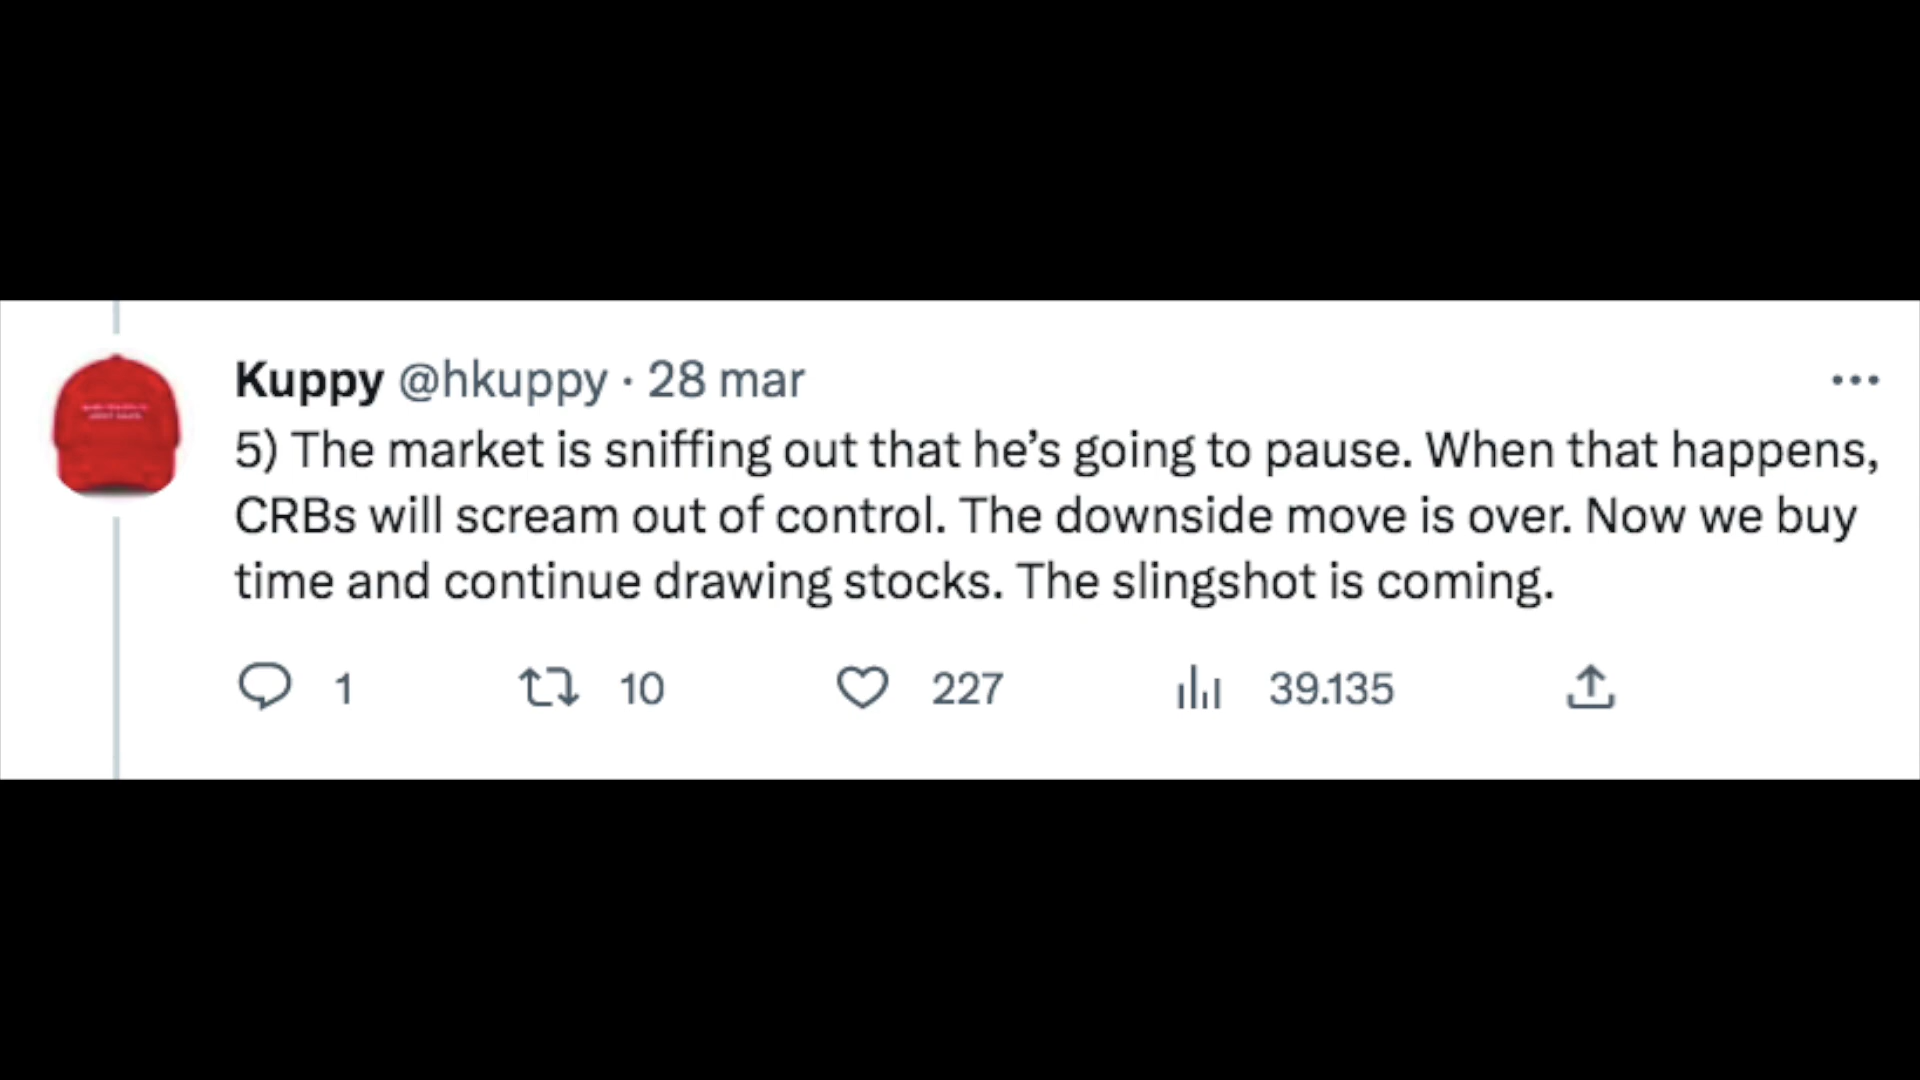 Kuppy @hkuppy · 28 mar
5) The market is sniffing out that he’s going to pause. When that happens,
CRBs will scream out of control. The downside move is over. Now we buy
time and continue drawing stocks. The slingshot is coming.
1 10 227 39.135